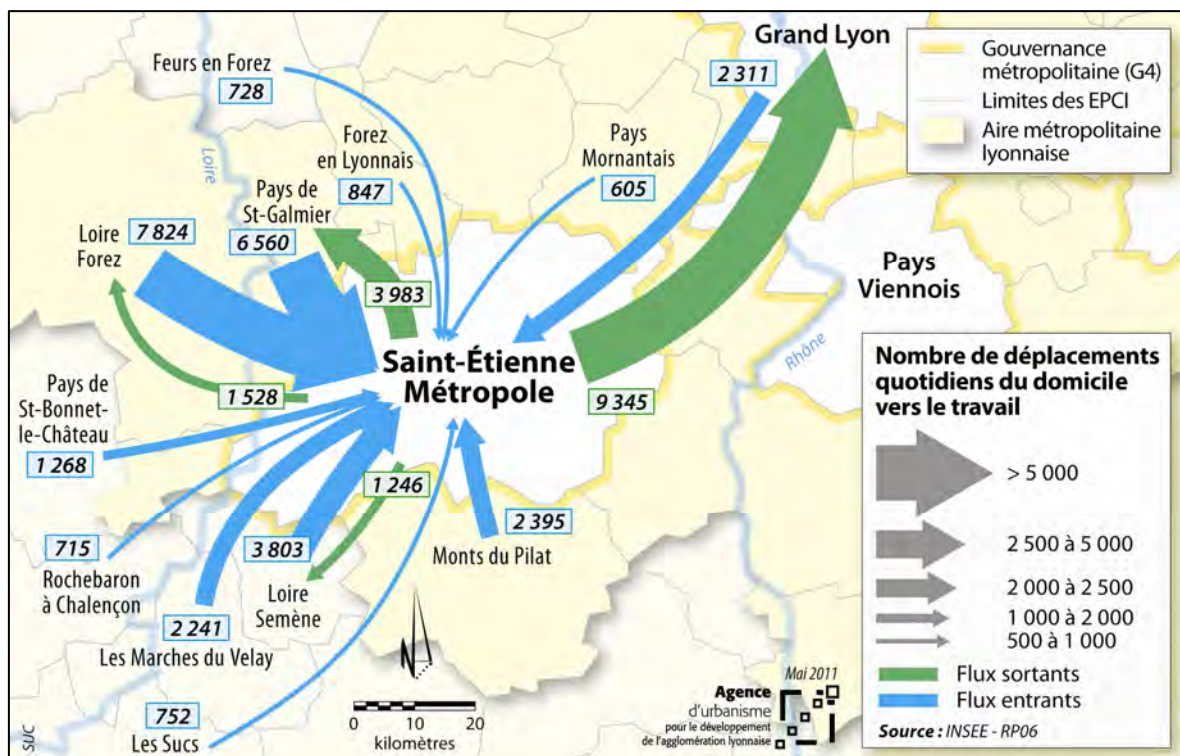 Grand Lyon
2 311
Gouvernance
métropolitaine (G4)
Limites des EPCI
Aire métropolitaine
lyonnaise
Feurs en Forez
728
Forez
en Lyonnais
847
Pays
Mornantais
605
Loire
Pays de
St-Galmier
6 560
7 824
Loire
Forez
3 983
Pays
Viennois
Rhône
Saint-Étienne
Métropole
1 528
9 345
Pays de
St-Bonnet-
le-Château
1 268
1 246
2 395
Monts du Pilat
715
Rochebaron
à Chalençon
3 803
Loire
Semène
2 241
Les Marches du Velay
752
Les Sucs
SUC
N
0 10 20
kilomètres
Mai 2011
Agence
d'urbanisme
pour le développement
de l'agglomération lyonnaise
Nombre de déplacements
quotidiens du domicile
vers le travail
> 5 000
2 500 à 5 000
2 000 à 2 500
1 000 à 2 000
500 à 1 000
Flux sortants
Flux entrants
Source : INSEE - RP06